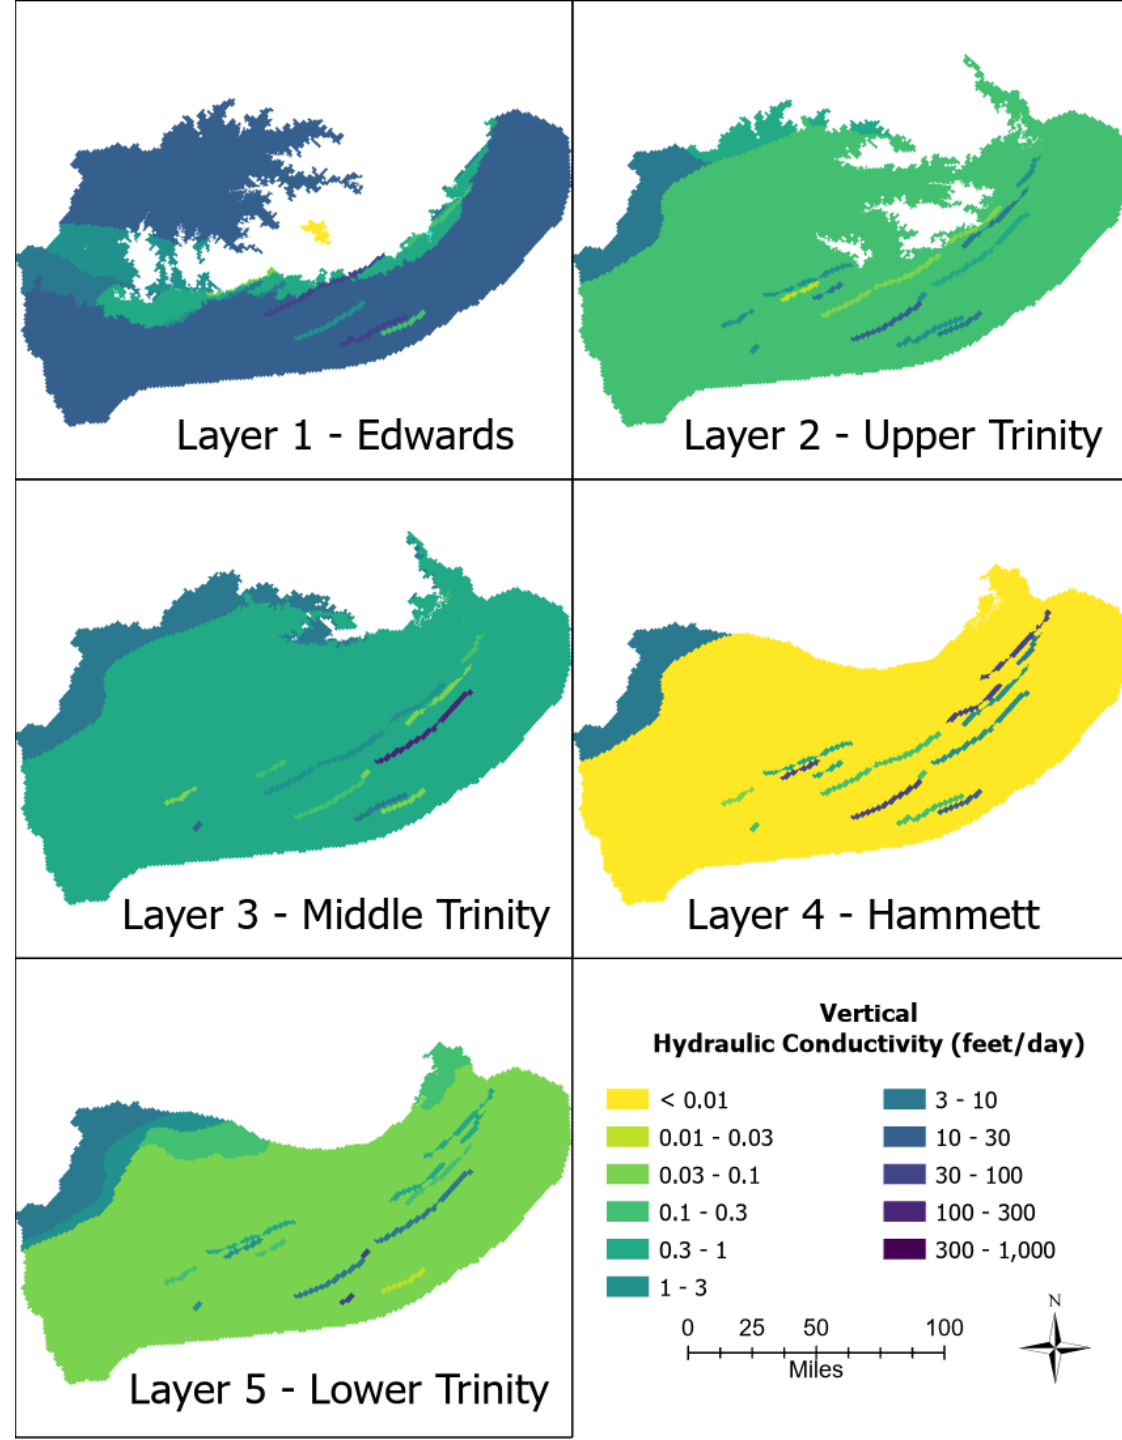 Layer 1 - Edwards
Layer 2 - Upper Trinity
Layer 3 - Middle Trinity
Layer 4 - Hammett
Layer 5 - Lower Trinity
Vertical
Hydraulic Conductivity (feet/day)
< 0.01
0.01 - 0.03
0.03 - 0.1
0.1 - 0.3
0.3 - 1
1 - 3
3 - 10
10 - 30
30 - 100
100 - 300
300 - 1,000
0 25 50 100
Miles
N